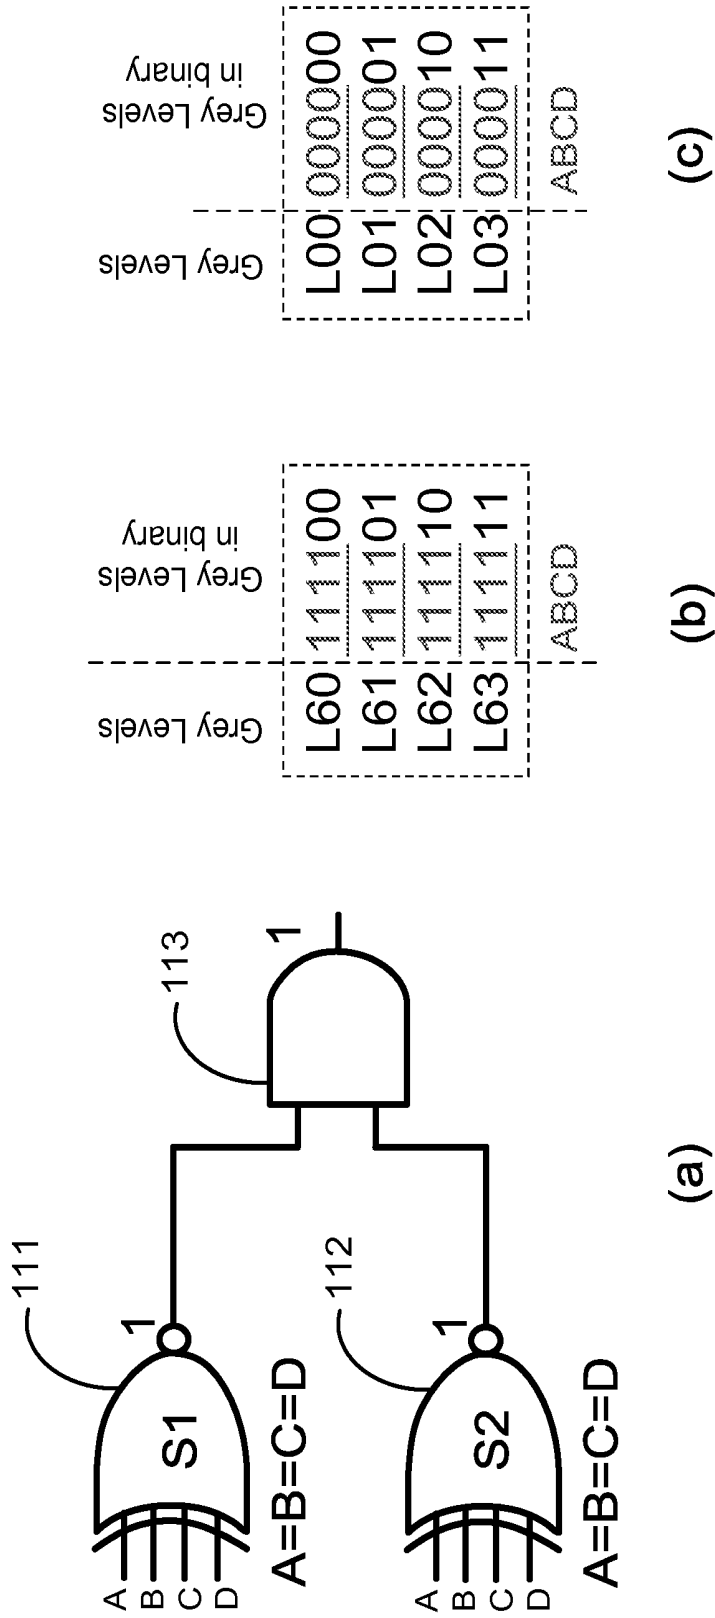 111
A
B
C
D
S1
1
A=B=C=D
112
A
B
C
D
S2
1
A=B=C=D
113
1
(a)
Grey Levels
Grey Levels
in binary
L60 111100
L61 111101
L62 111110
L63 111111
ABCD
(b)
Grey Levels
Grey Levels
in binary
L00 000000
L01 000001
L02 000010
L03 000011
ABCD
(c)